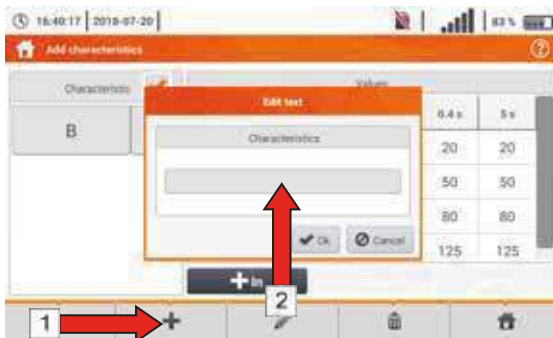 16:40:17 2018-07-20 83 %
Add characteristics
Characteristic Values
Edit text
0.4 s 5 s
Characteristics
B
20 20
50 50
80 80
Ok Cancel
125 125
In
2
1